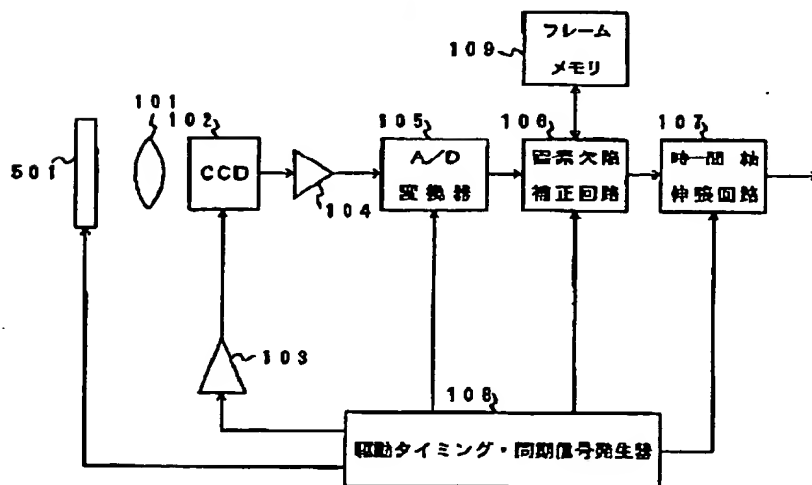 109
フレーム
メモリ
101
102
105
106
107
501
CCD
A/D
変換器
画素欠陥
補正回路
時間軸
伸張回路
104
103
108
駆動タイミング・同期信号発生器